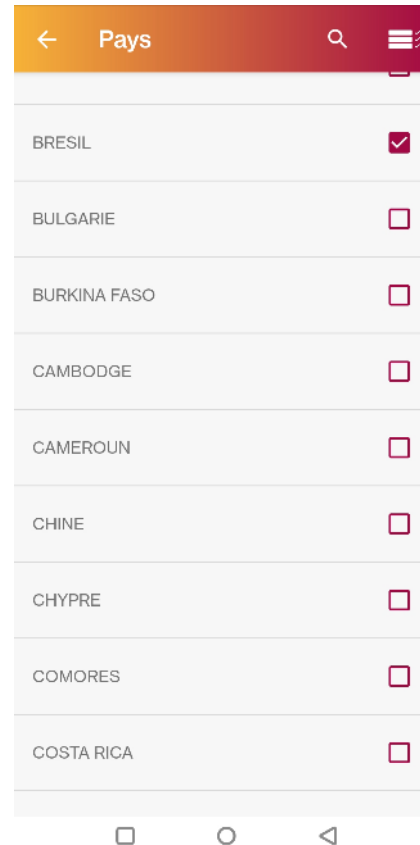 Pays
BRESIL
BULGARIE
BURKINA FASO
CAMBODGE
CAMEROUN
CHINE
CHYPRE
COMORES
COSTA RICA